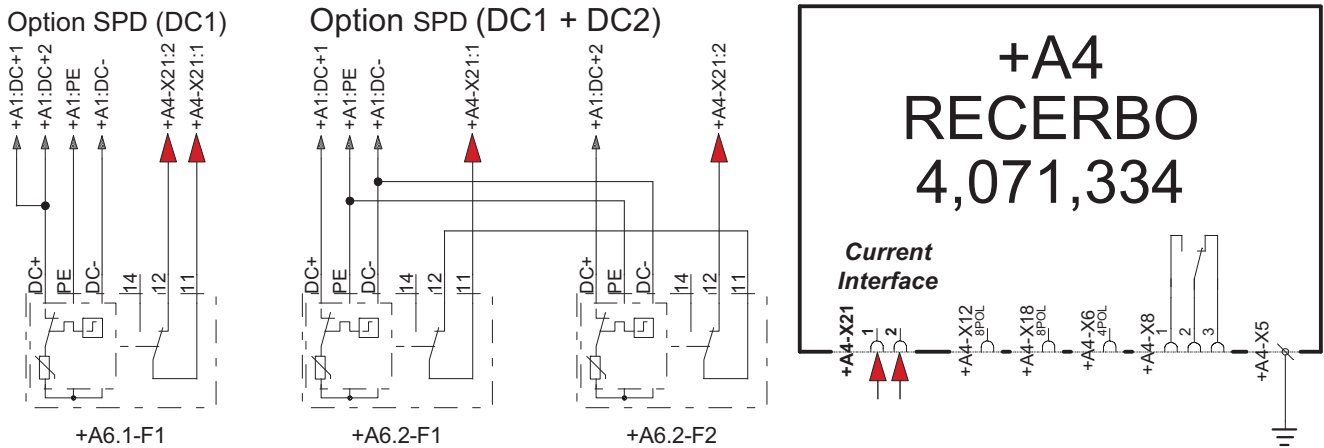 Option SPD (DC1)
+A1:DC+1
+A1:DC+2
+A1:PE
+A1:DC-
+A4-X21:2
+A4-X21:1
DC+
PE
DC-
14
12
11
+A6.1-F1
Option SPD (DC1 + DC2)
+A1:DC+1
+A1:PE
+A1:DC-
+A4-X21:1
+A1:DC+2
+A4-X21:2
DC+
PE
DC-
14
12
11
DC+
PE
DC-
14
12
11
+A6.2-F1
+A6.2-F2
+A4
RECERBO
4,071,334
Current
Interface
+A4-X21
1
2
+A4-X12
8POL
+A4-X18
8POL
+A4-X6
4POL
+A4-X8
1
2
3
+A4-X5